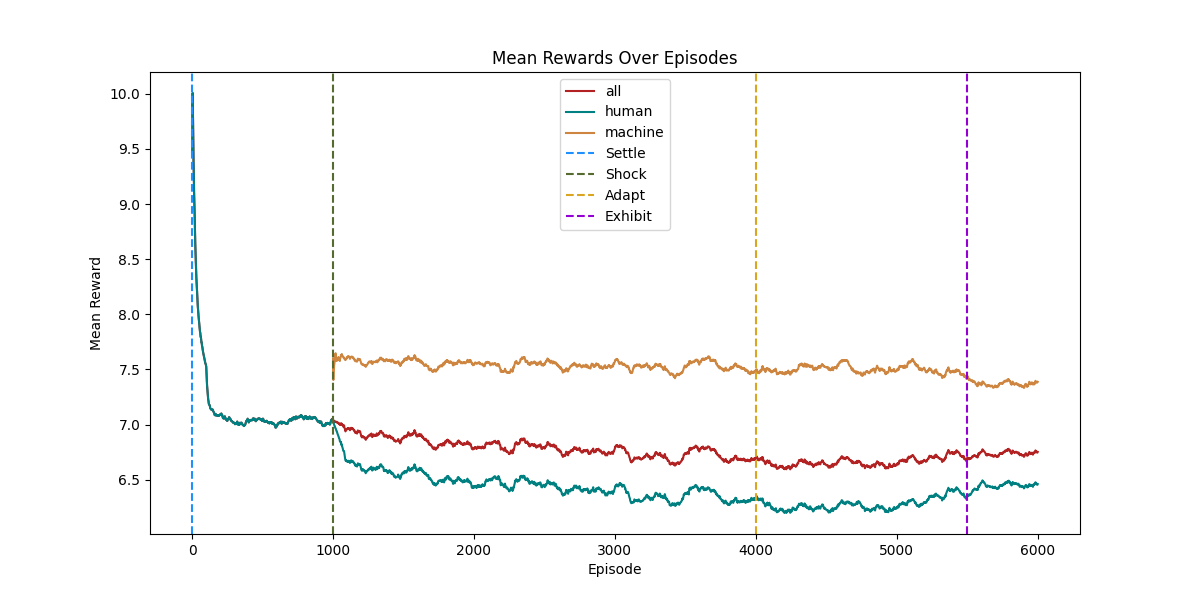 Mean Rewards Over Episodes
Mean Reward
10.0
9.5
9.0
8.5
8.0
7.5
7.0
6.5
all
human
machine
Settle
Shock
Adapt
Exhibit
0 1000 2000 3000 4000 5000 6000
Episode